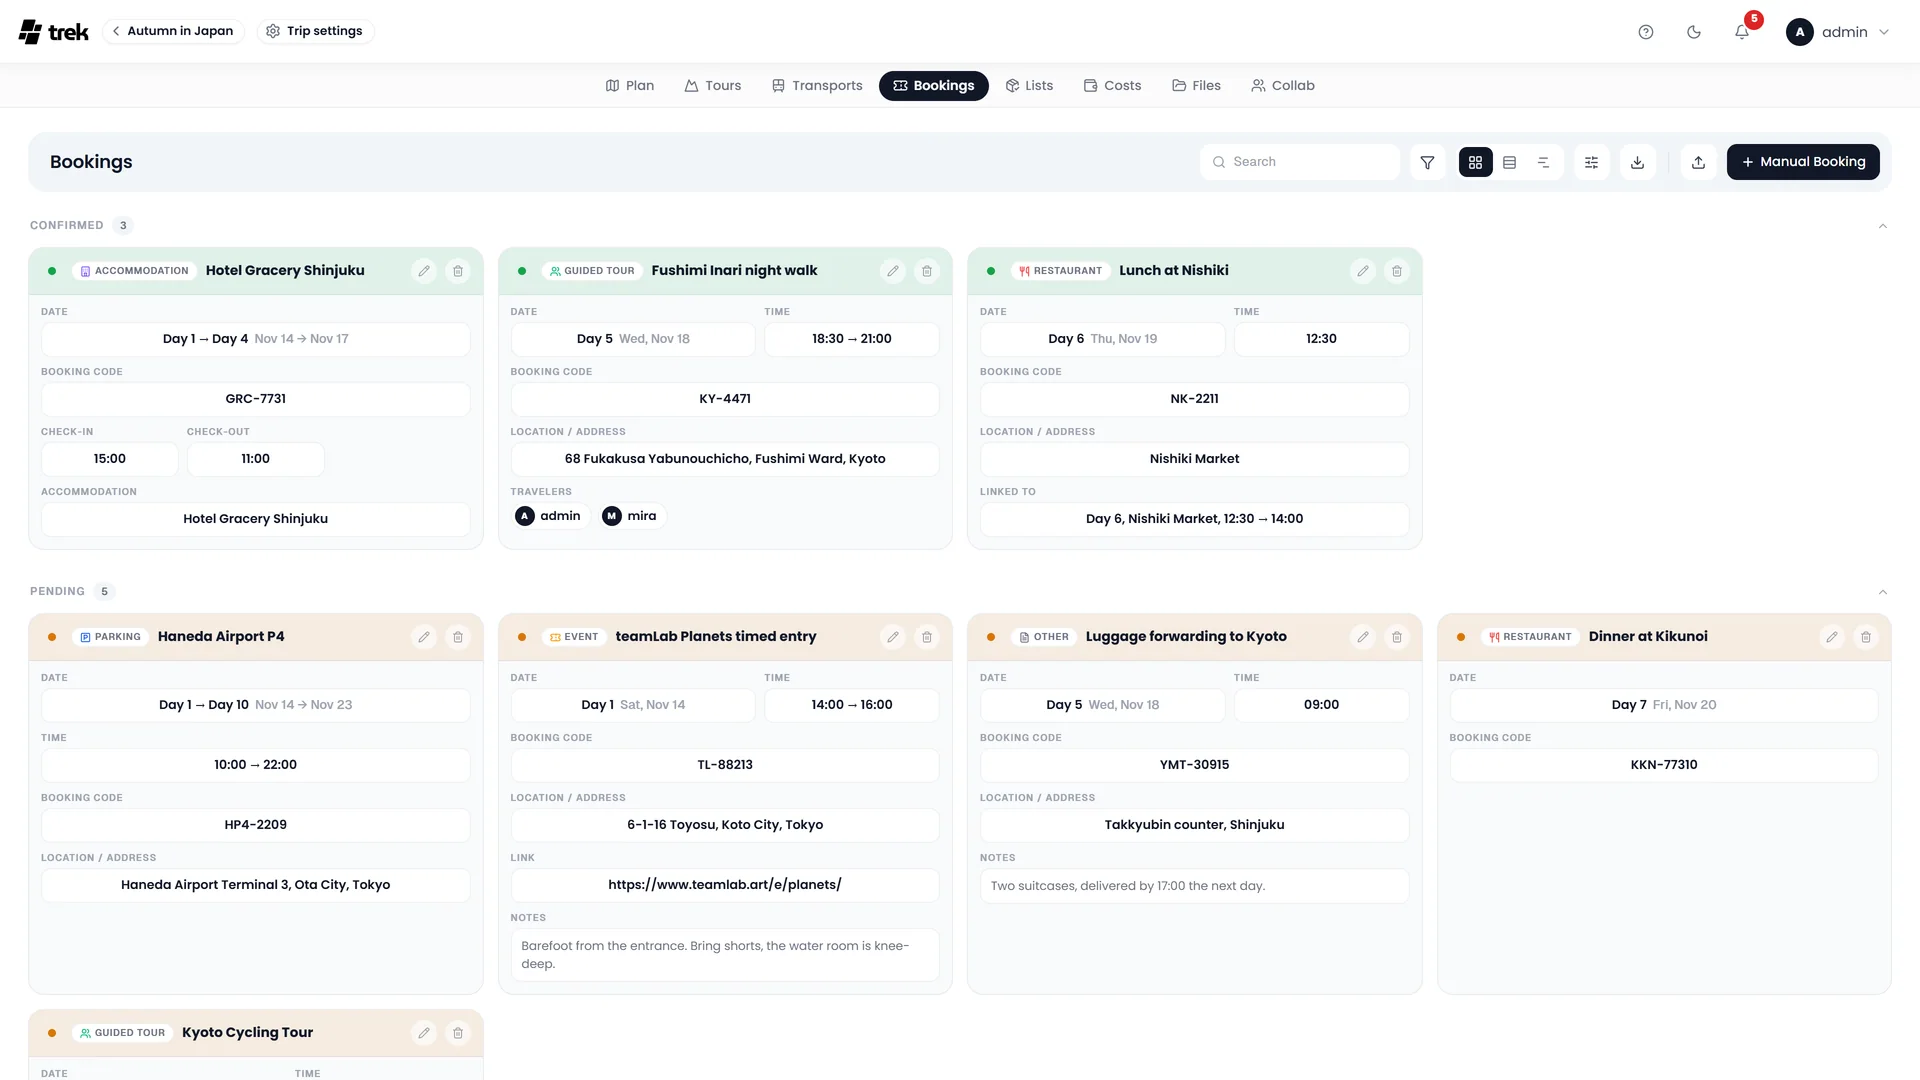 trek
Autumn in Japan
Trip settings
5
A
admin
Plan
Tours
Transports
Bookings
Lists
Costs
Files
Collab
Bookings
Search
+ Manual Booking
CONFIRMED 3
ACCOMMODATION Hotel Gracery Shinjuku
DATE
Day 1 → Day 4 Nov 14 → Nov 17
BOOKING CODE
GRC-7731
CHECK-IN CHECK-OUT
15:00 11:00
ACCOMMODATION
Hotel Gracery Shinjuku
GUIDED TOUR Fushimi Inari night walk
DATE TIME
Day 5 Wed, Nov 18 18:30 → 21:00
BOOKING CODE
KY-4471
LOCATION / ADDRESS
68 Fukakusa Yabunouchicho, Fushimi Ward, Kyoto
TRAVELERS
A admin M mira
RESTAURANT Lunch at Nishiki
DATE TIME
Day 6 Thu, Nov 19 12:30
BOOKING CODE
NK-2211
LOCATION / ADDRESS
Nishiki Market
LINKED TO
Day 6, Nishiki Market, 12:30 → 14:00
PENDING 5
PARKING Haneda Airport P4
DATE
Day 1 → Day 10 Nov 14 → Nov 23
TIME
10:00 → 22:00
BOOKING CODE
HP4-2209
LOCATION / ADDRESS
Haneda Airport Terminal 3, Ota City, Tokyo
EVENT teamLab Planets timed entry
DATE TIME
Day 1 Sat, Nov 14 14:00 → 16:00
BOOKING CODE
TL-88213
LOCATION / ADDRESS
6-1-16 Toyosu, Koto City, Tokyo
LINK
https://www.teamlab.art/e/planets/
NOTES
Barefoot from the entrance. Bring shorts, the water room is knee-
deep.
OTHER Luggage forwarding to Kyoto
DATE TIME
Day 5 Wed, Nov 18 09:00
BOOKING CODE
YMT-30915
LOCATION / ADDRESS
Takkyubin counter, Shinjuku
NOTES
Two suitcases, delivered by 17:00 the next day.
RESTAURANT Dinner at Kikunoi
DATE
Day 7 Fri, Nov 20
BOOKING CODE
KKN-77310
GUIDED TOUR Kyoto Cycling Tour
DATE TIME